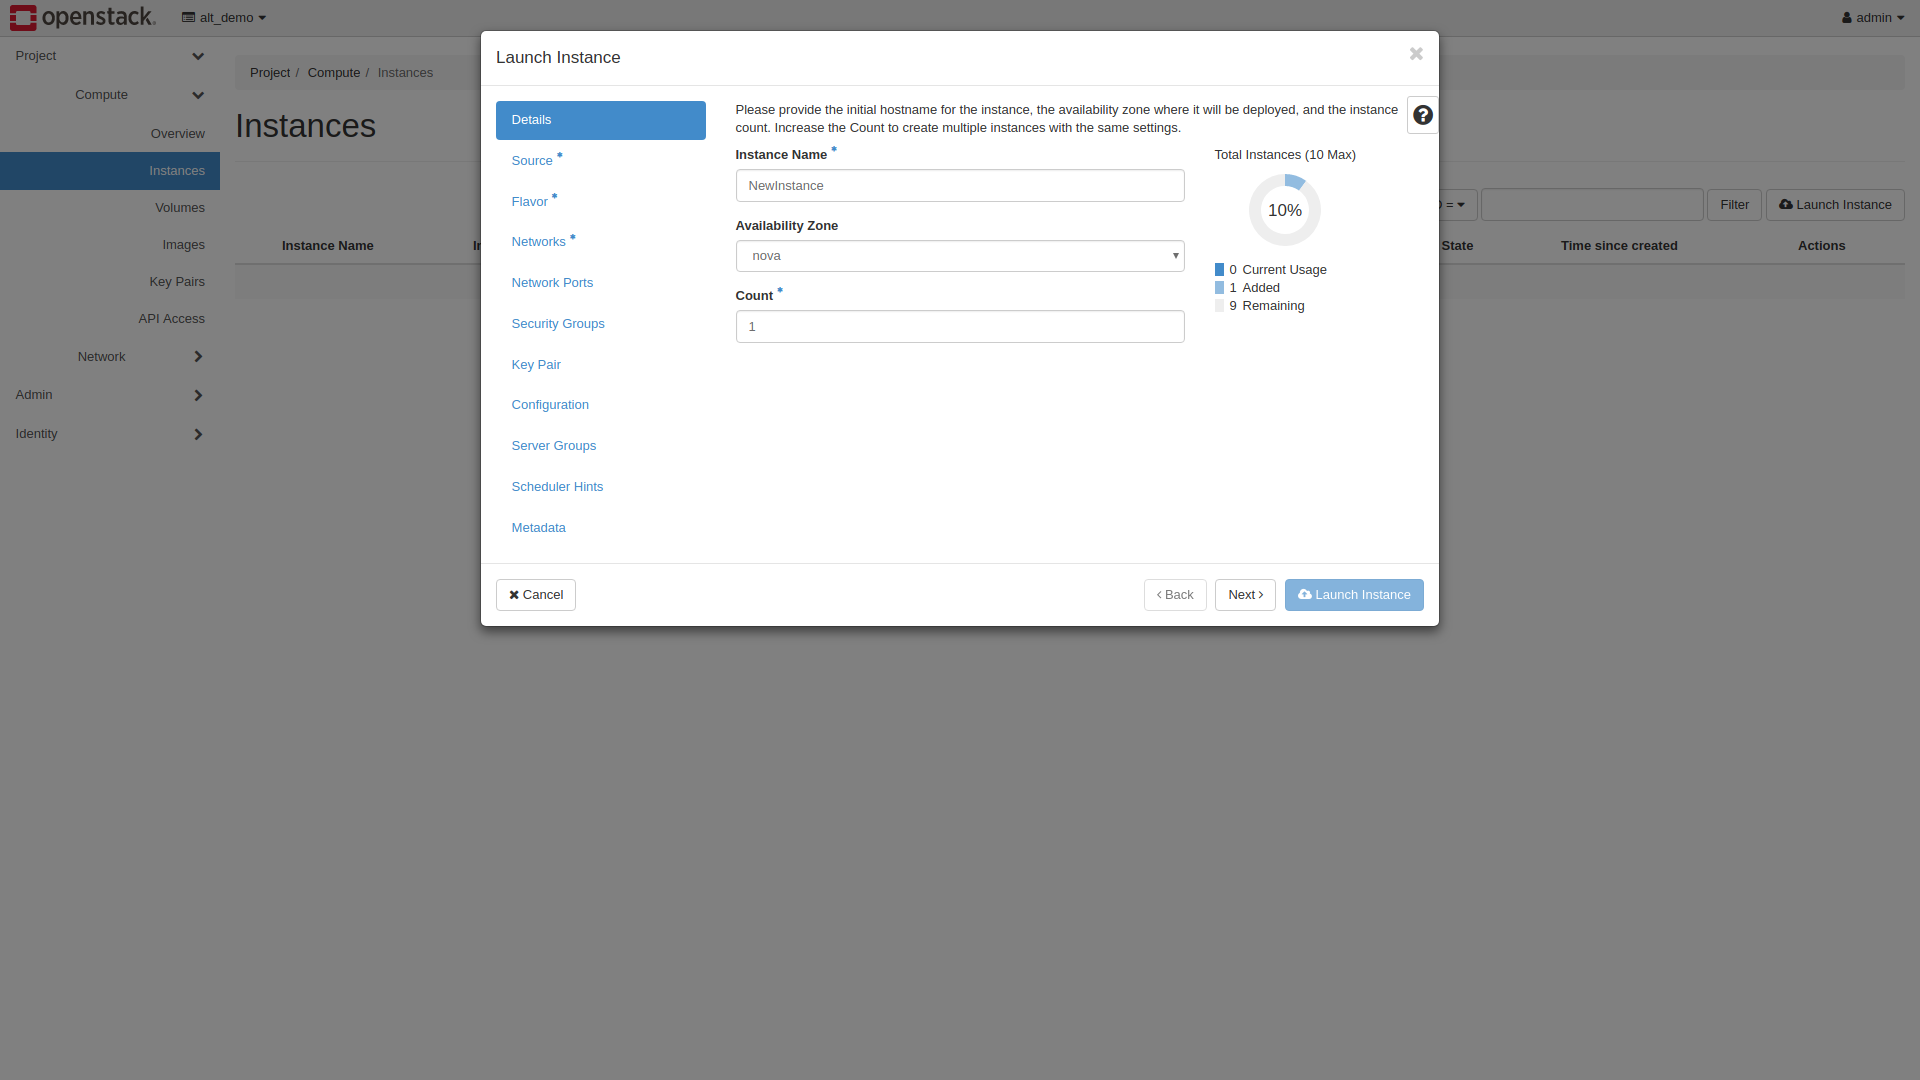 openstack.
alt_demo
admin
Project
Compute
Overview
Instances
Volumes
Images
Key Pairs
API Access
Network
Admin
Identity
Project / Compute / Instances
Instances
= 
Filter
Launch Instance
Instance Name
State
Time since created
Actions
Launch Instance
Details
Source *
Flavor *
Networks *
Network Ports
Security Groups
Key Pair
Configuration
Server Groups
Scheduler Hints
Metadata
Please provide the initial hostname for the instance, the availability zone where it will be deployed, and the instance
count. Increase the Count to create multiple instances with the same settings.
Instance Name *
NewInstance
Availability Zone
nova
Count *
1
Total Instances (10 Max)
10%
0 Current Usage
1 Added
9 Remaining
Cancel
Back
Next
Launch Instance